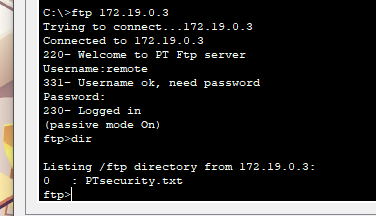 C:\>ftp 172.19.0.3
Trying to connect...172.19.0.3
Connected to 172.19.0.3
220- Welcome to PT Ftp server
Username:remote
331- Username ok, need password
Password:
230- Logged in
(passive mode On)
ftp>dir

Listing /ftp directory from 172.19.0.3:
0   : PTsecurity.txt
ftp>